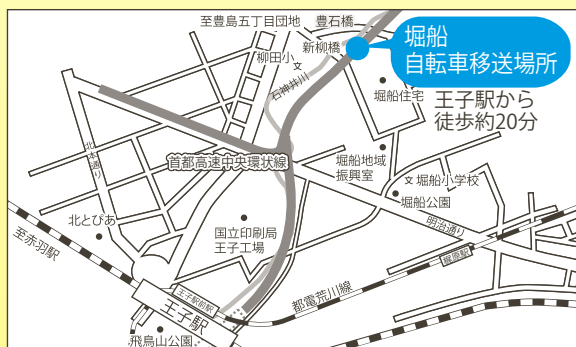 至豊島五丁目団地
豊石橋
新柳橋
柳田小
文
石神井川
堀船
自転車移送場所
堀船住宅
王子駅から
徒歩約20分
北本通り
首都高速中央環状線
堀船地域
振興室
文 堀船小学校
堀船公園
明治通り
北とぴあ
国立印刷局
王子工場
至赤羽駅
梶原駅
都電荒川線
王子駅前駅
王子駅
飛鳥山公園